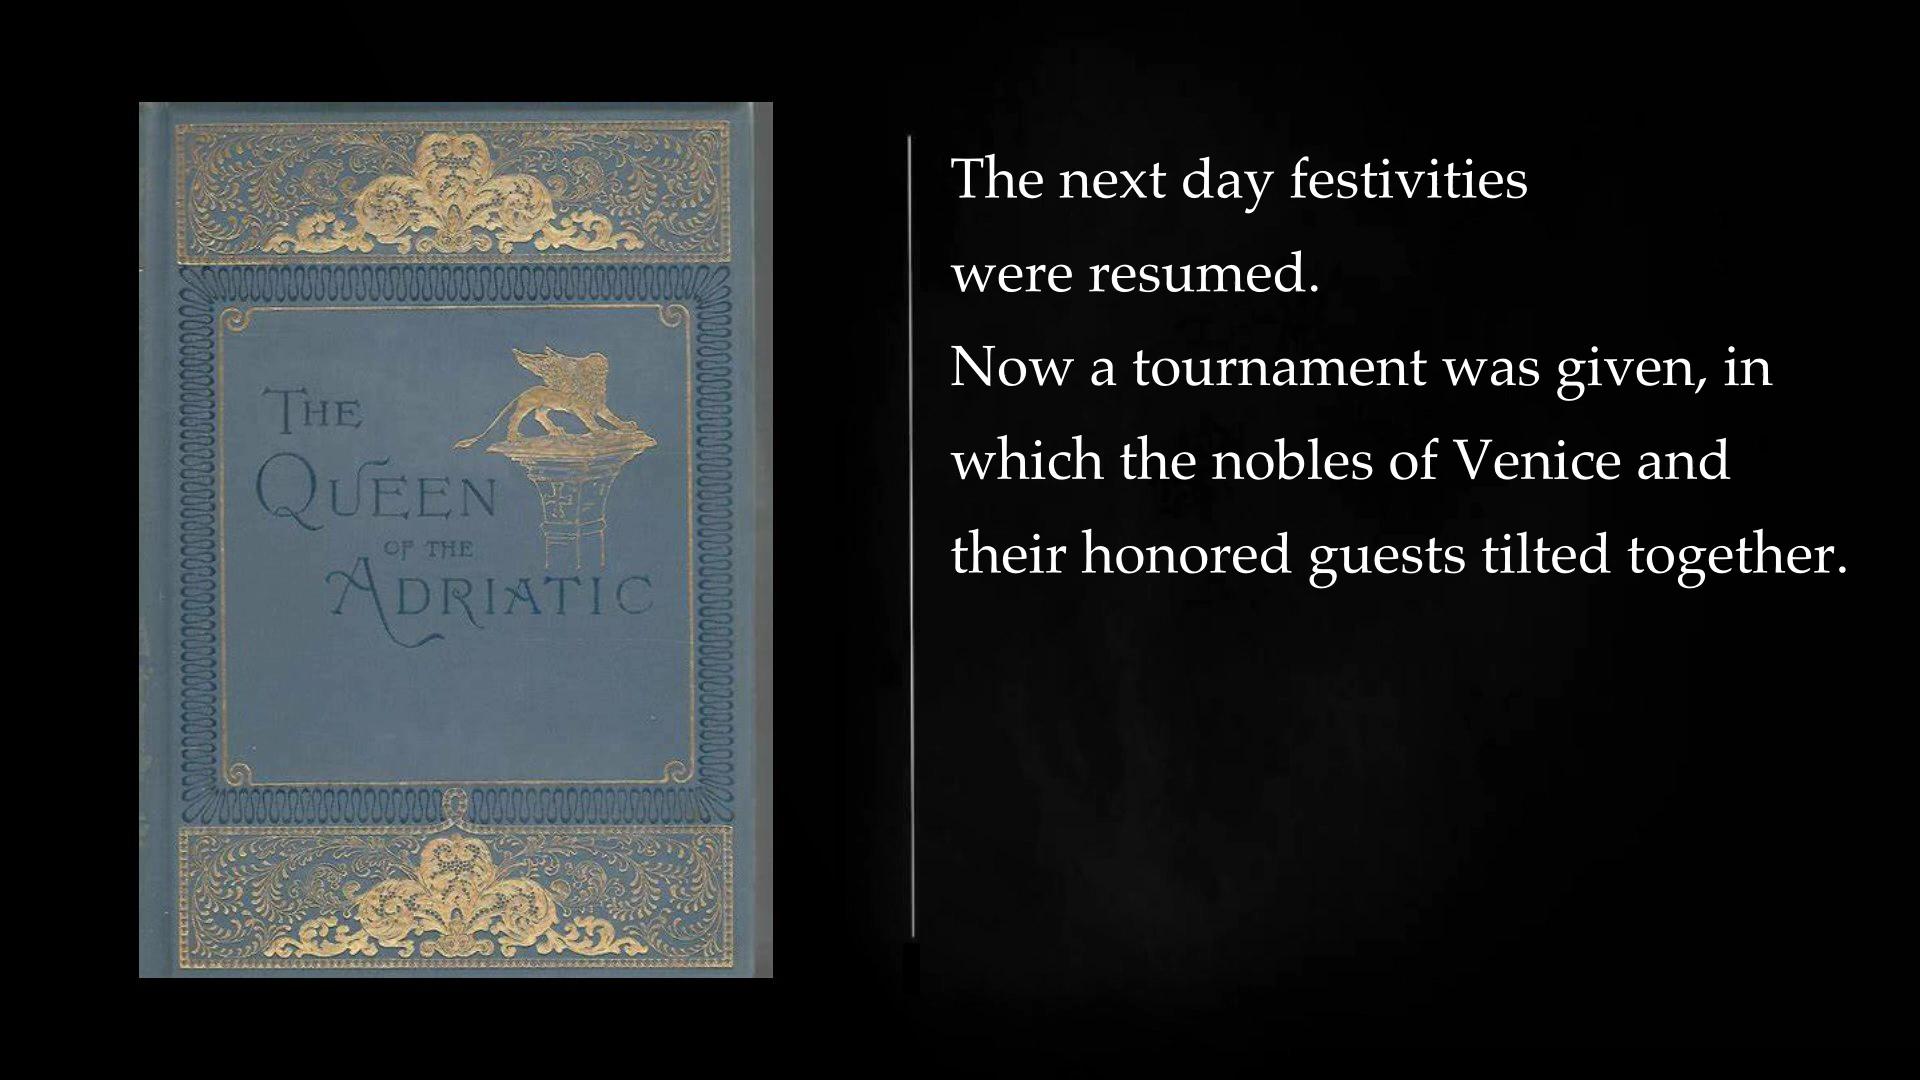 THE
QUEEN
OF THE
ADRIATIC
The next day festivities
were resumed.
Now a tournament was given, in
which the nobles of Venice and
their honored guests tilted together.